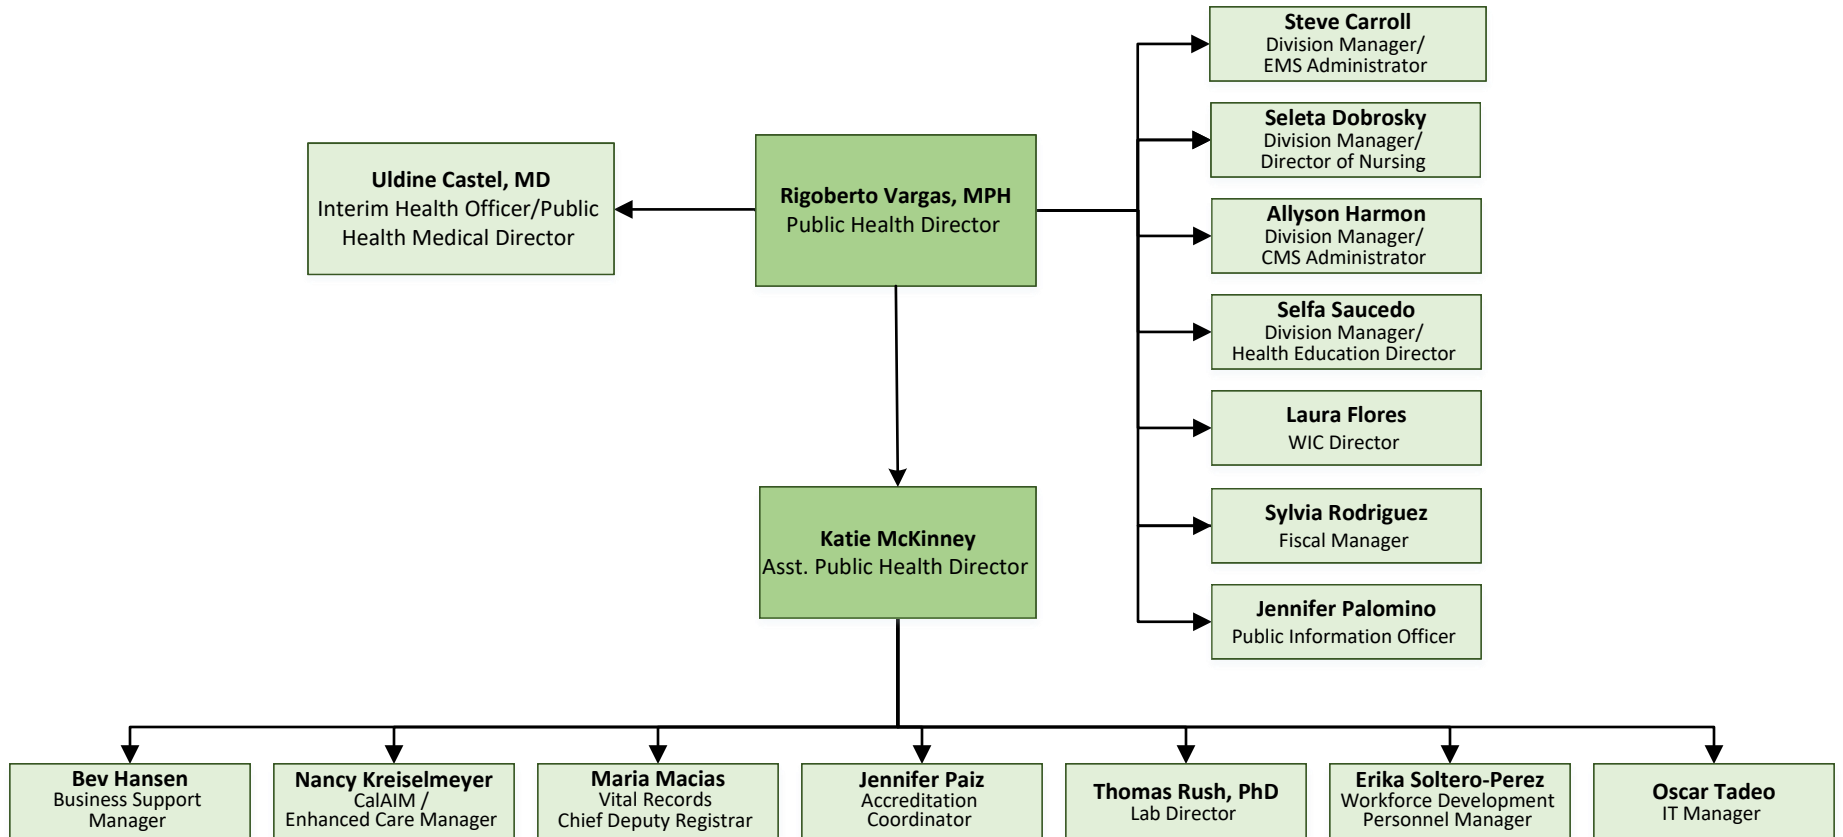 Steve Carroll
Division Manager/
EMS Administrator
Seleta Dobrosky
Division Manager/
Director of Nursing
Uldine Castel, MD
Interim Health Officer/Public
Health Medical Director
Rigoberto Vargas, MPH
Public Health Director
Allyson Harmon
Division Manager/
CMS Administrator
Selfa Saucedo
Division Manager/
Health Education Director
Laura Flores
WIC Director
Sylvia Rodriguez
Fiscal Manager
Katie McKinney
Asst. Public Health Director
Jennifer Palomino
Public Information Officer
Bev Hansen
Business Support
Manager
Nancy Kreiselmeyer
CalAIM /
Enhanced Care Manager
Maria Macias
Vital Records
Chief Deputy Registrar
Jennifer Paiz
Accreditation
Coordinator
Thomas Rush, PhD
Lab Director
Erika Soltero-Perez
Workforce Development
Personnel Manager
Oscar Tadeo
IT Manager